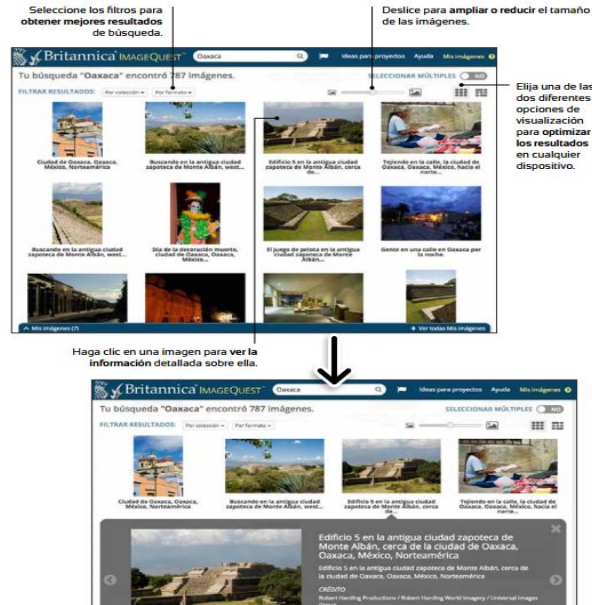 Seleccione los filtros para
obtener mejores resultados
de búsqueda.
Deslice para ampliar o reducir el tamaño
de las imágenes.
Britannica IMAGEQUEST
Oaxaca
Ideas para proyectos
Ayuda
Mis imágenes 0
Tu búsqueda "Oaxaca" encontró 787 imágenes.
SELECCIONAR MÚLTIPLES
NO
FILTRAR RESULTADOS:
Por colección
Por formato
Elija una de las
dos diferentes
opciones de
visualización
para optimizar
los resultados
en cualquier
dispositivo.
Ciudad de Oaxaca, Oaxaca,
México, Norteamérica
Buscando en la antigua ciudad
zapoteca de Monte Albán, west...
Edificio 5 en la antigua ciudad
zapoteca de Monte Albán, cerca
de...
Tejiendo en la calle, la ciudad de
Oaxaca, Oaxaca, México, hacia el
norte...
Buscando en la antigua ciudad
zapoteca de Monte Albán, west...
Día de la decoración muerto,
ciudad de Oaxaca, Oaxaca,
México...
El juego de pelota en la antigua
ciudad zapoteca de Monte
Albán...
Gente en una calle en Oaxaca por
la noche.
Mis imágenes (7)
Ver todas Mis imágenes
Haga clic en una imagen para ver la
información detallada sobre ella.
Britannica IMAGEQUEST
Oaxaca
Ideas para proyectos
Ayuda
Mis imágenes 0
Tu búsqueda "Oaxaca" encontró 787 imágenes.
SELECCIONAR MÚLTIPLES
NO
FILTRAR RESULTADOS:
Por colección
Por formato
Ciudad de Oaxaca, Oaxaca,
México, Norteamérica
Buscando en la antigua ciudad
zapoteca de Monte Albán, west...
Edificio 5 en la antigua ciudad
zapoteca de Monte Albán, cerca
de...
Tejiendo en la calle, la ciudad de
Oaxaca, Oaxaca, México, hacia el
norte...
Edificio 5 en la antigua ciudad zapoteca de
Monte Albán, cerca de la ciudad de Oaxaca,
Oaxaca, México, Norteamérica
Edificio 5 en la antigua ciudad zapoteca de Monte Albán, cerca de
la ciudad de Oaxaca, Oaxaca, México, Norteamérica
CRÉDITO
Robert Harding Productions / Robert Harding World Imagery / Universal Images